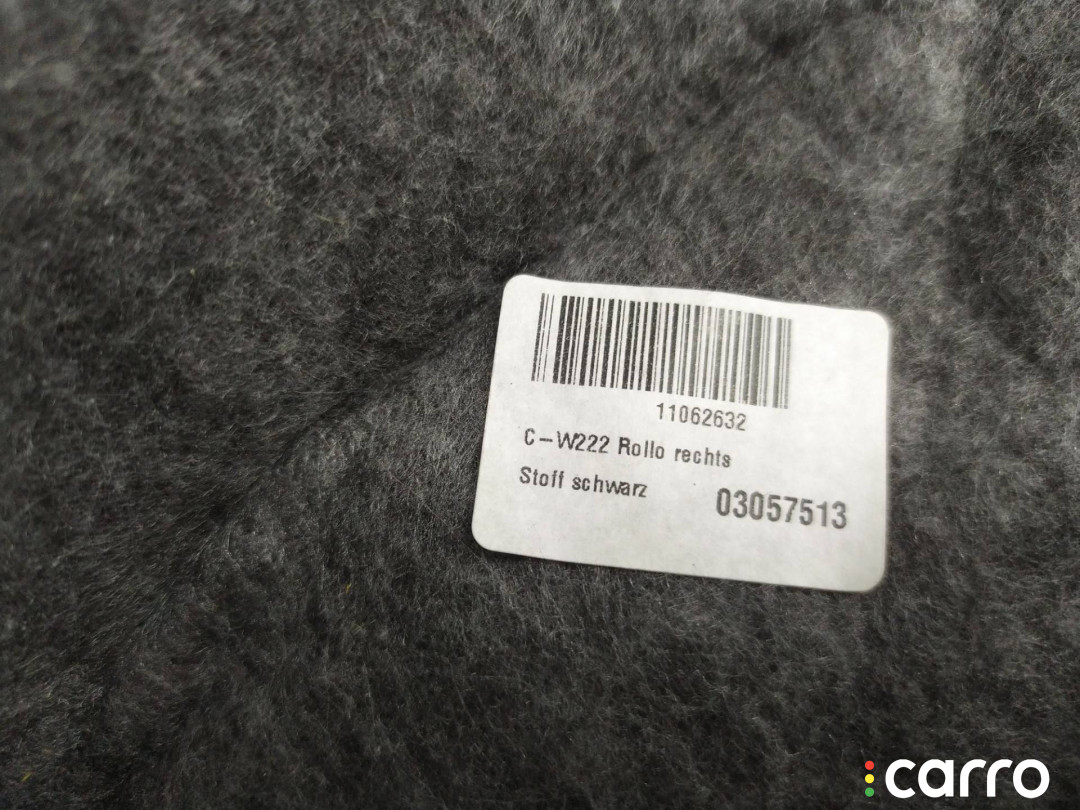 11062632
C-W222 Rollo rechts
Stoff schwarz
03057513
carro